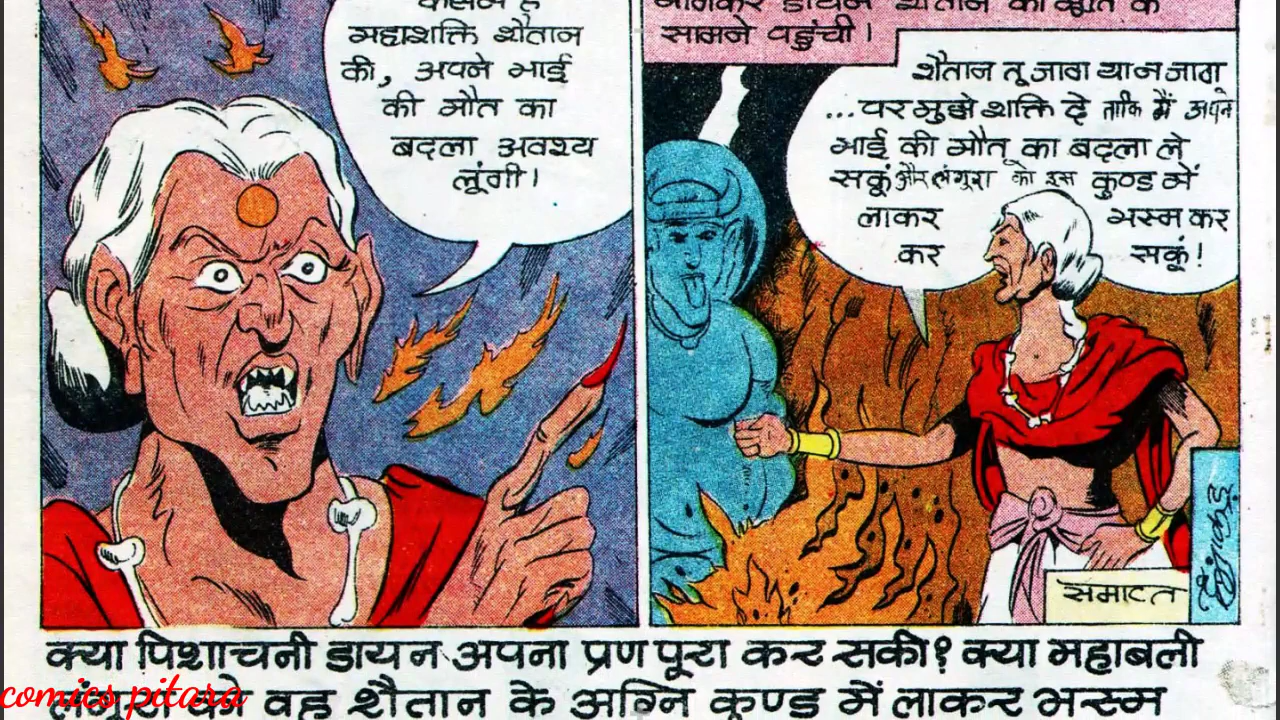 महाशक्ति शैतान
की, अपने भाई
की मौत का
बदला अवश्य
लूंगी।
सामने पहुंची।
शैतान तू जाग या न जाग
...पर मुझे शक्ति दे ताकि मैं अपने
भाई की मौत का बदला ले
सकूं और लंगूरा को इस कुण्ड में
लाकर भस्म कर
कर सकूं!
समाप्त
क्या पिशाचनी डायन अपना प्रण पूरा कर सकी? क्या महाबली
को वह शैतान के अग्नि कुण्ड में लाकर भस्म
comics pitara